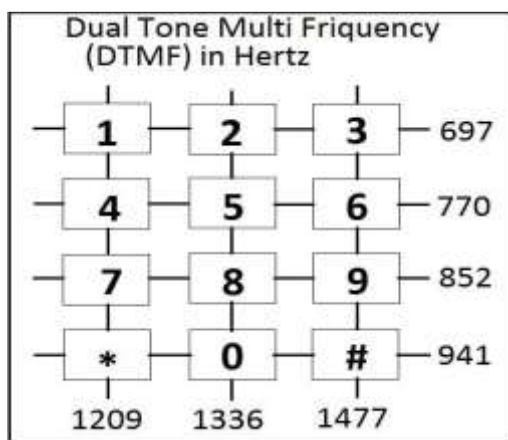 Dual Tone Multi Friquency
(DTMF) in Hertz
1 2 3 697
4 5 6 770
7 8 9 852
* 0 # 941
1209 1336 1477